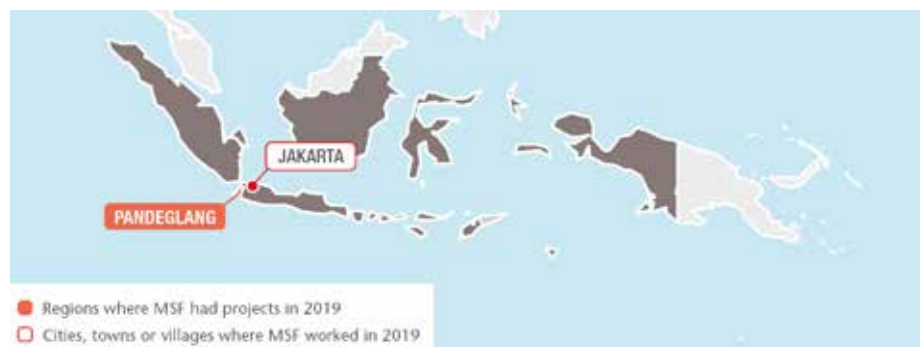 JAKARTA
PANDEGLANG
Regions where MSF had projects in 2019
Cities, towns or villages where MSF worked in 2019